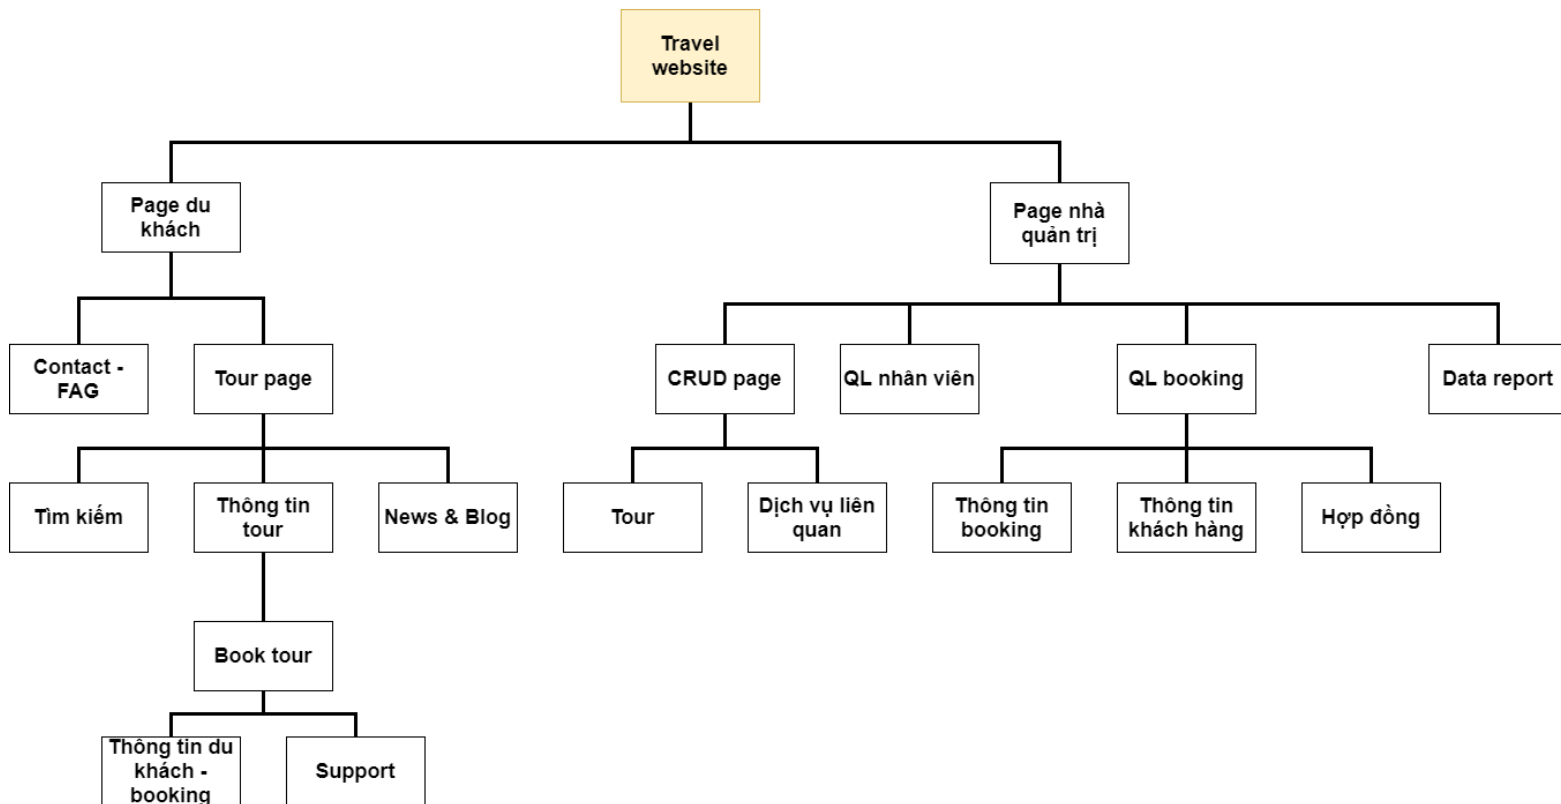 Travel
website
Page du
khách
Page nhà
quản trị
Contact -
FAG
Tour page
CRUD page
QL nhân viên
QL booking
Data report
Tìm kiếm
Thông tin
tour
News & Blog
Tour
Dịch vụ liên
quan
Thông tin
booking
Thông tin
khách hàng
Hợp đồng
Book tour
Thông tin du
khách -
booking
Support